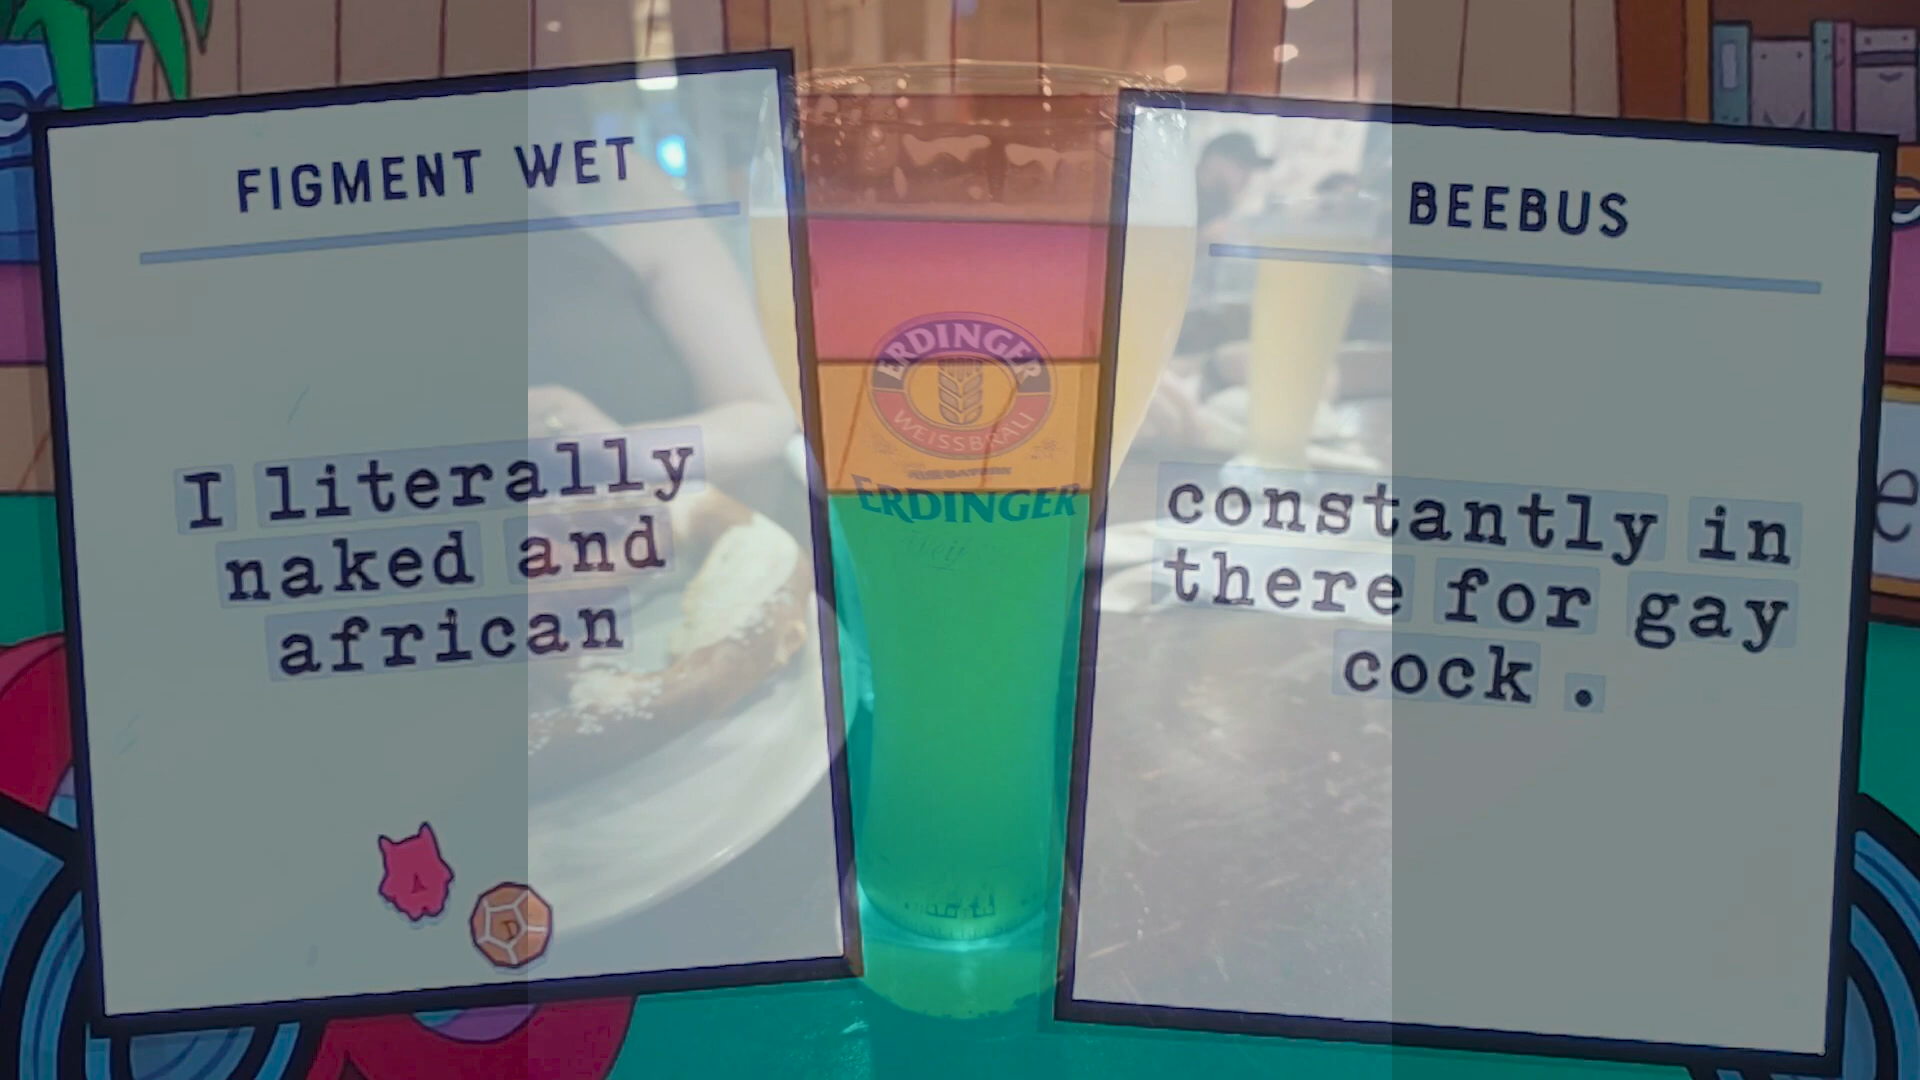 FIGMENT WET
I literally
naked and
african
D
BEEBUS
constantly in
there for gay
cock .
e
ERDINGER
WEISSBRÄU
ERDINGER